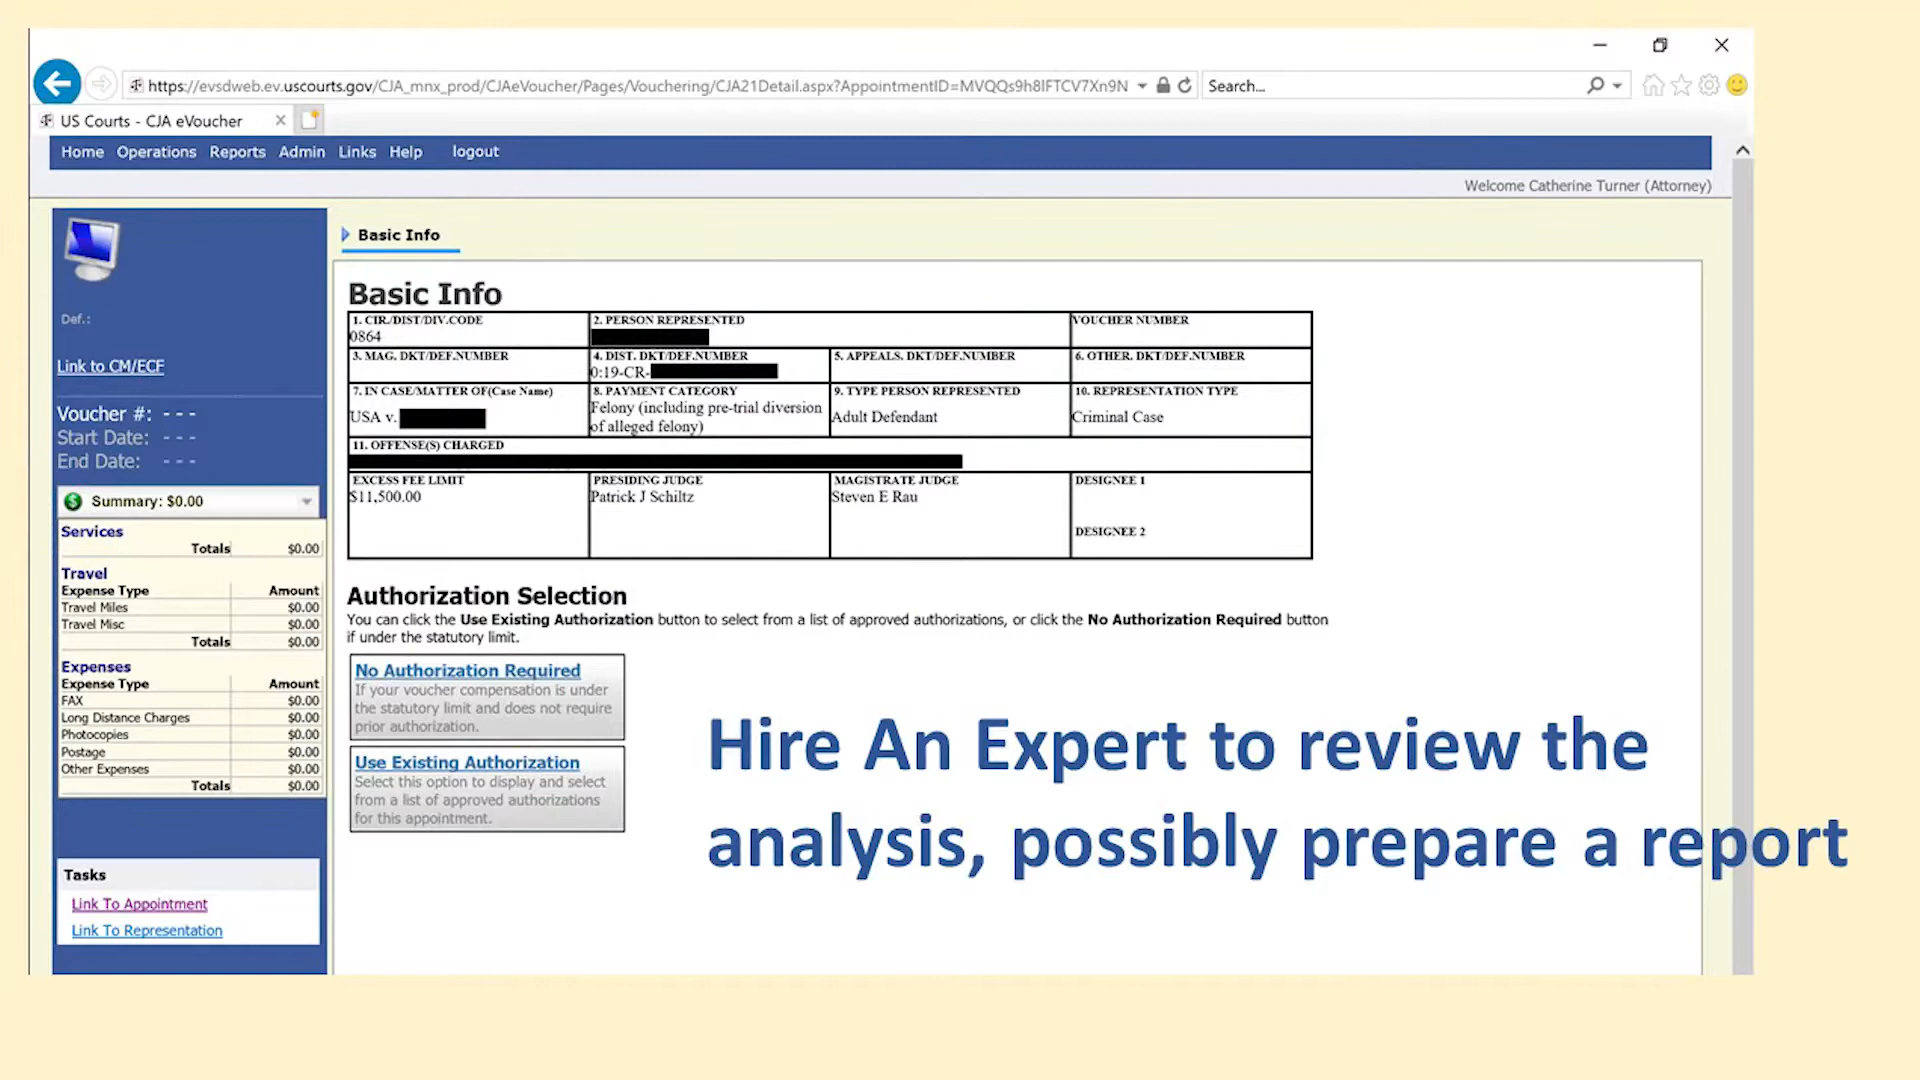 https://evsdweb.ev.uscourts.gov/CJA_mnx_prod/CJAeVoucher/Pages/Vouchering/CJA21Detail.aspx?AppointmentID=MVQQs9h8lFTCV7Xn9N
Search...
US Courts - CJA eVoucher
Home Operations Reports Admin Links Help logout
Welcome Catherine Turner (Attorney)
Def.:
Link to CM/ECF
Voucher #: - - -
Start Date: - - -
End Date: - - -
Summary: $0.00
Services
Totals $0.00
Travel
Expense Type Amount
Travel Miles $0.00
Travel Misc $0.00
Totals $0.00
Expenses
Expense Type Amount
FAX $0.00
Long Distance Charges $0.00
Photocopies $0.00
Postage $0.00
Other Expenses $0.00
Totals $0.00
Tasks
Link To Appointment
Link To Representation
Basic Info
Basic Info
1. CIR./DIST/DIV.CODE
0864
2. PERSON REPRESENTED
VOUCHER NUMBER
3. MAG. DKT/DEF.NUMBER
4. DIST. DKT/DEF.NUMBER
0:19-CR-
5. APPEALS. DKT/DEF.NUMBER
6. OTHER. DKT/DEF.NUMBER
7. IN CASE/MATTER OF(Case Name)
USA v.
8. PAYMENT CATEGORY
Felony (including pre-trial diversion
of alleged felony)
9. TYPE PERSON REPRESENTED
Adult Defendant
10. REPRESENTATION TYPE
Criminal Case
11. OFFENSE(S) CHARGED
EXCESS FEE LIMIT
$11,500.00
PRESIDING JUDGE
Patrick J Schiltz
MAGISTRATE JUDGE
Steven E Rau
DESIGNEE 1
DESIGNEE 2
Authorization Selection
You can click the Use Existing Authorization button to select from a list of approved authorizations, or click the No Authorization Required button
if under the statutory limit.
No Authorization Required
If your voucher compensation is under
the statutory limit and does not require
prior authorization.
Use Existing Authorization
Select this option to display and select
from a list of approved authorizations
for this appointment.
Hire An Expert to review the
analysis, possibly prepare a report